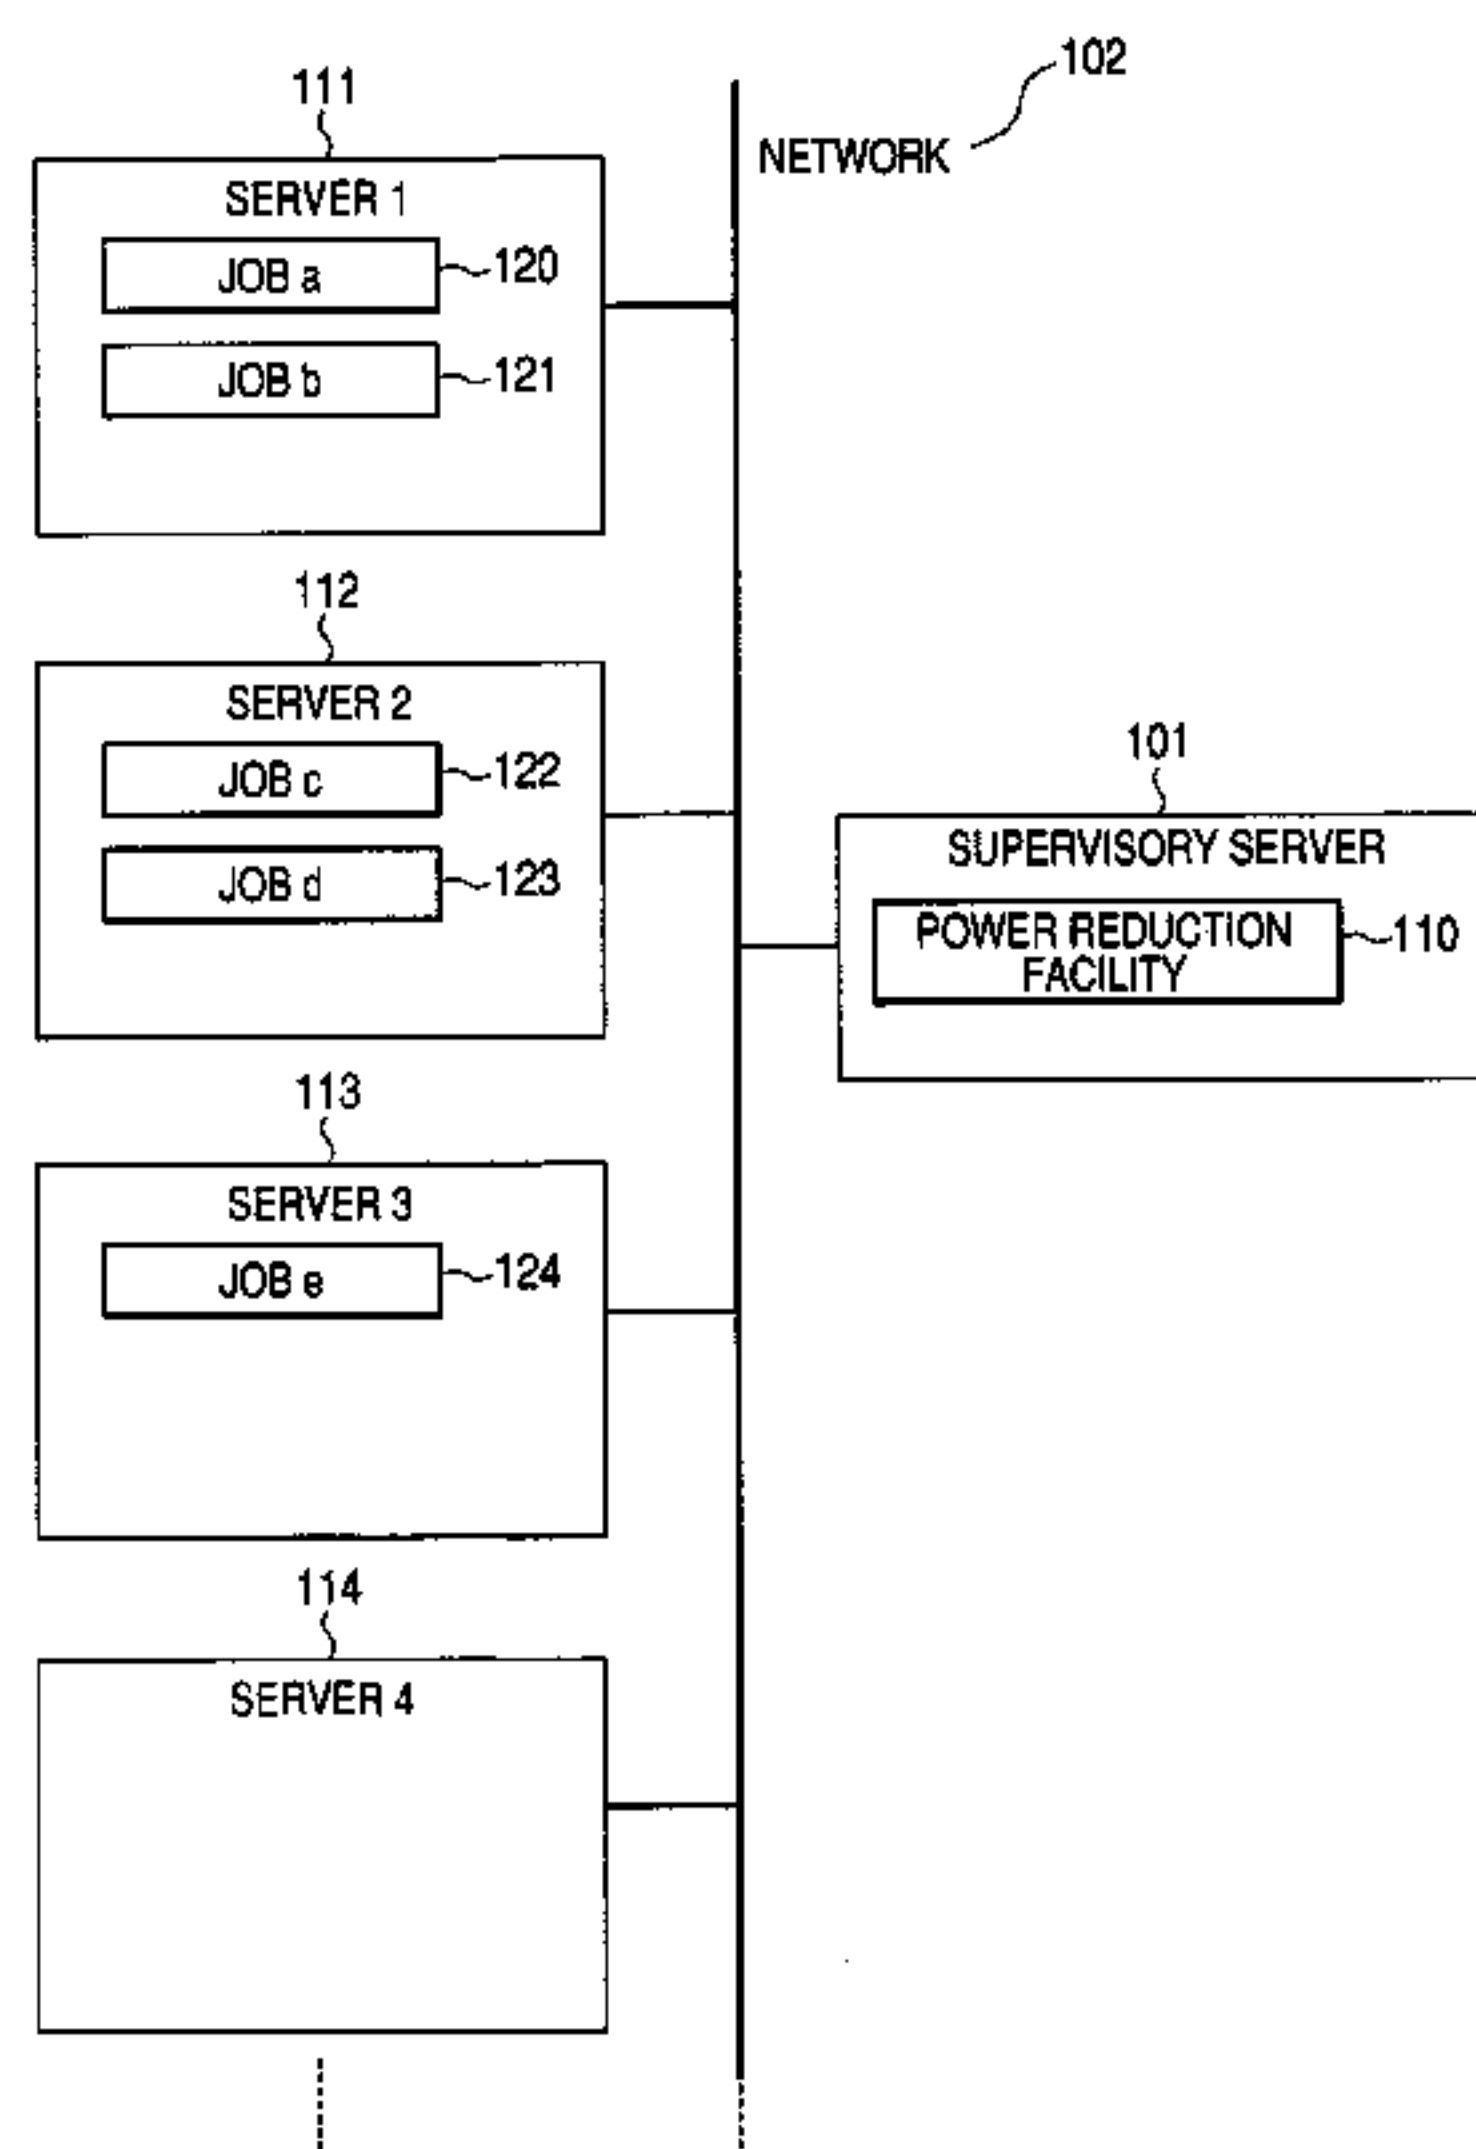 102
NETWORK
111
SERVER 1
JOB a
120
JOB b
121
112
SERVER 2
JOB c
122
JOB d
123
101
SUPERVISORY SERVER
POWER REDUCTION
FACILITY
110
113
SERVER 3
JOB e
124
114
SERVER 4